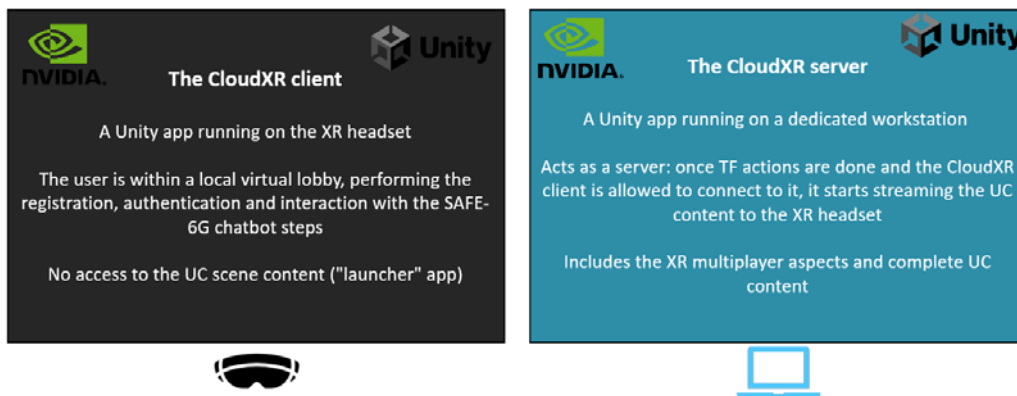 NVIDIA.
Unity
The CloudXR client
A Unity app running on the XR headset
The user is within a local virtual lobby, performing the
registration, authentication and interaction with the SAFE-
6G chatbot steps
No access to the UC scene content ("launcher" app)
NVIDIA.
Unity
The CloudXR server
A Unity app running on a dedicated workstation
Acts as a server: once TF actions are done and the CloudXR
client is allowed to connect to it, it starts streaming the UC
content to the XR headset
Includes the XR multiplayer aspects and complete UC
content